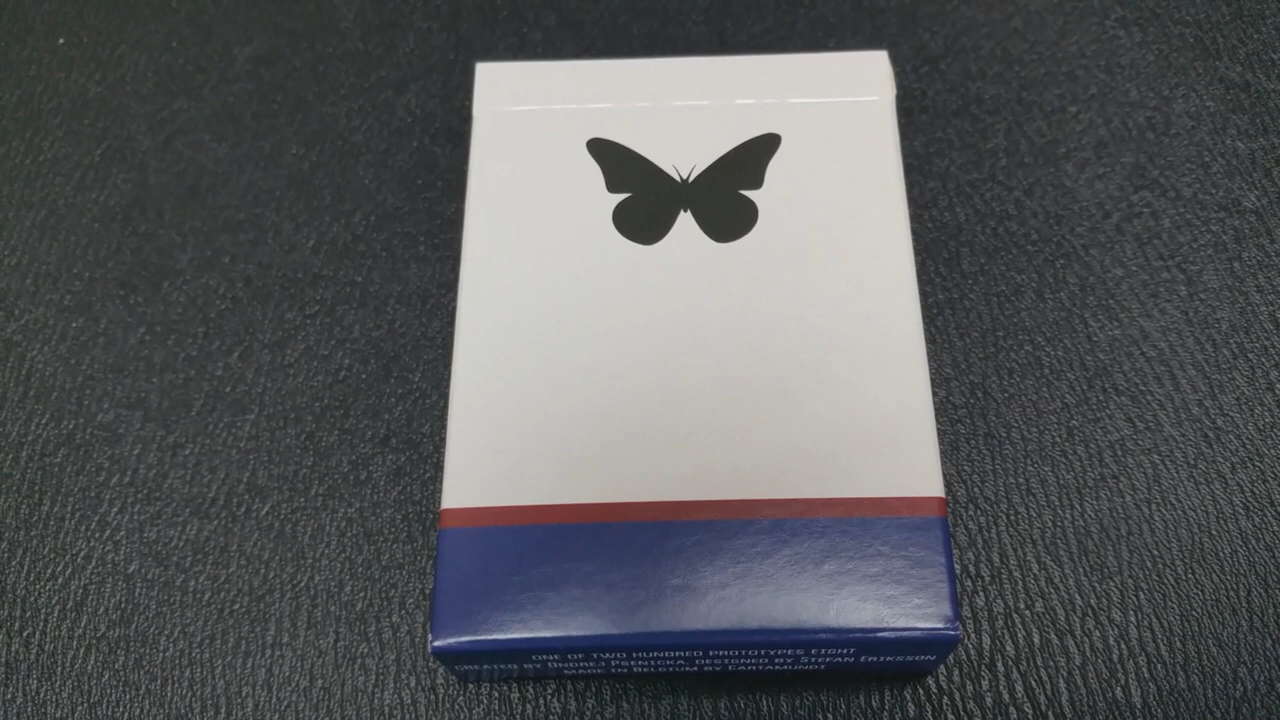 ONE OF TWO HUNDRED PROTOTYPES EIGHT
CREATED BY ONDREJ PSENICKA, DESIGNED BY STEFAN ERIKSSON
MADE IN BELGIUM BY CARTAMUNDI